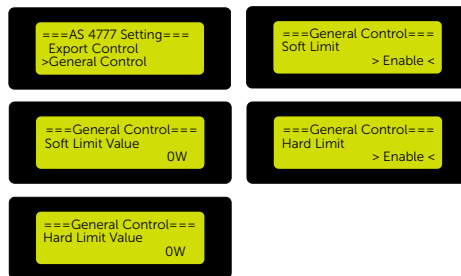 ===AS 4777 Setting===
Export Control
>General Control
===General Control===
Soft Limit
> Enable <
===General Control===
Soft Limit Value
0W
===General Control===
Hard Limit
> Enable <
===General Control===
Hard Limit Value
0W